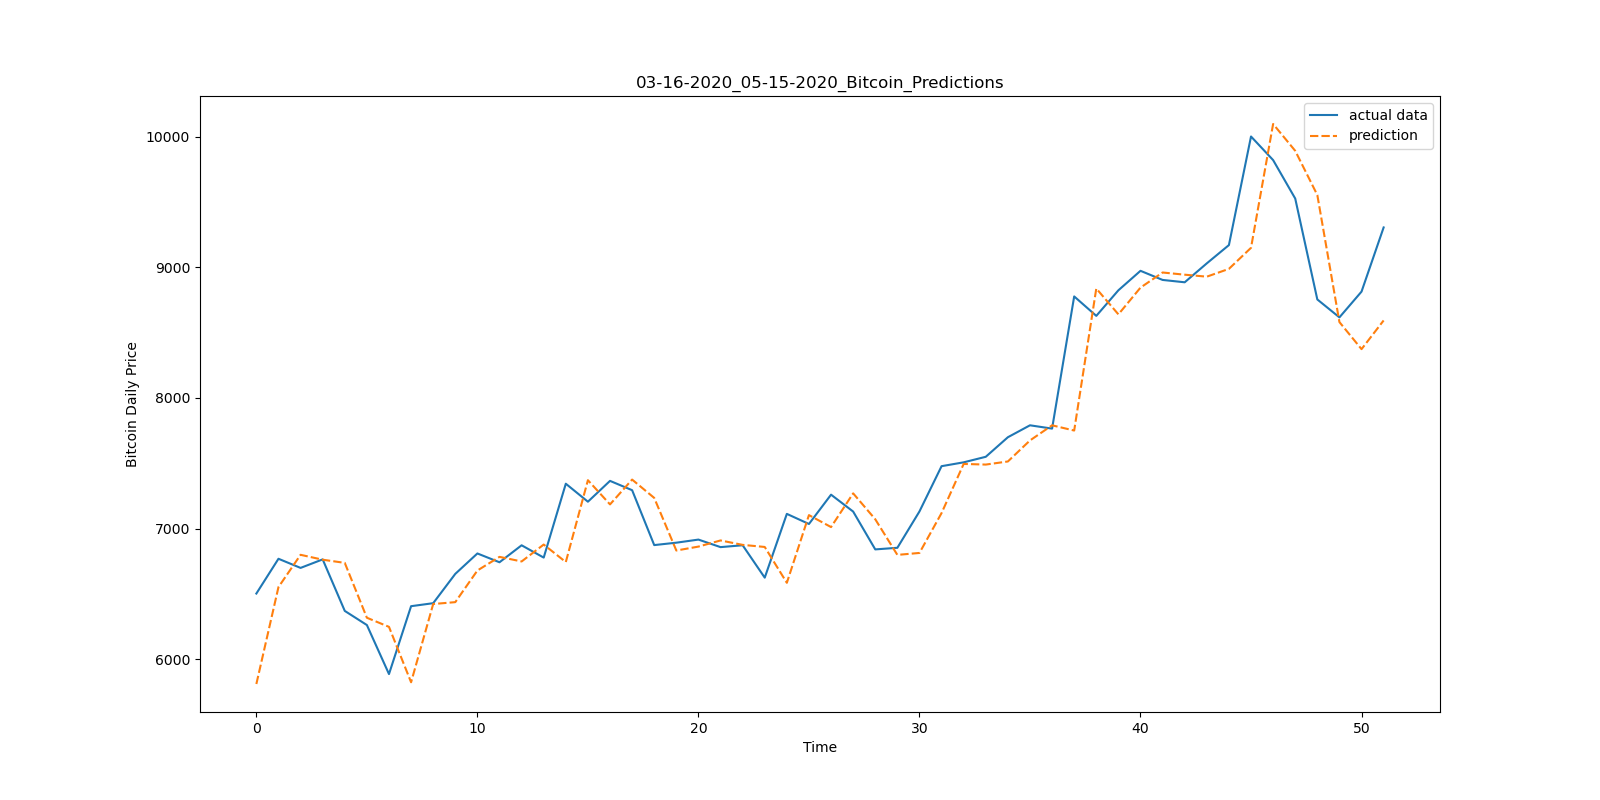 03-16-2020_05-15-2020_Bitcoin_Predictions
actual data
prediction
10000
9000
8000
7000
6000
Bitcoin Daily Price
0 10 20 30 40 50
Time